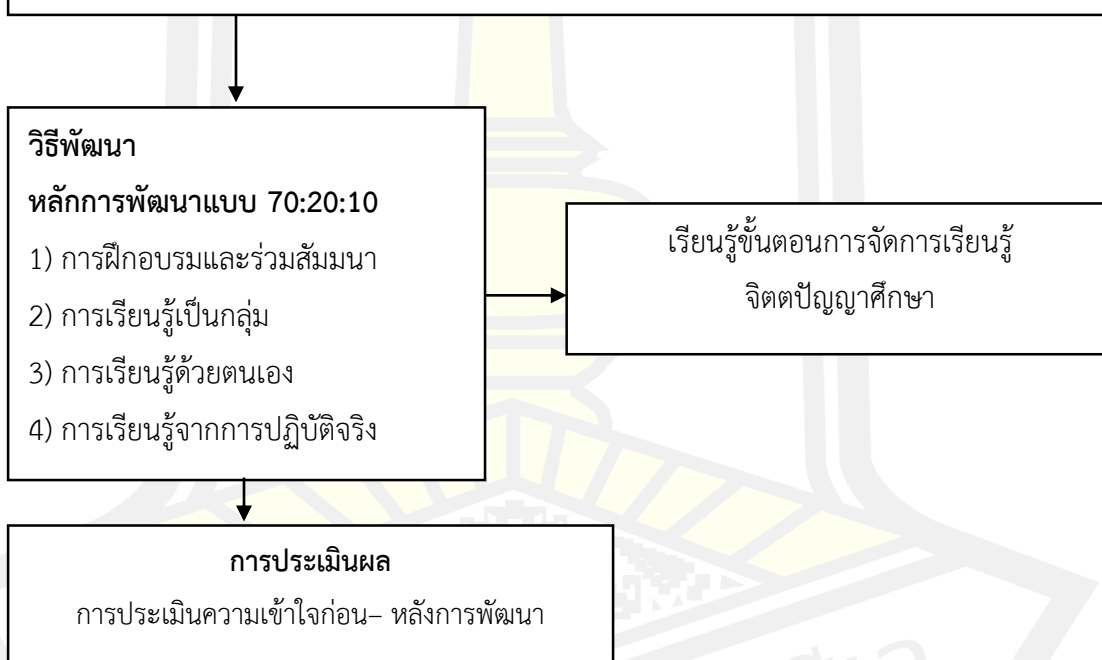 วิธีพัฒนา
หลักการพัฒนาแบบ 70:20:10
1) การฝึกอบรมและร่วมสัมมนา
2) การเรียนรู้เป็นกลุ่ม
3) การเรียนรู้ด้วยตนเอง
4) การเรียนรู้จากการปฏิบัติจริง
เรียนรู้ขั้นตอนการจัดการเรียนรู้
จิตตปัญญาศึกษา
การประเมินผล
การประเมินความเข้าใจก่อน– หลังการพัฒนา